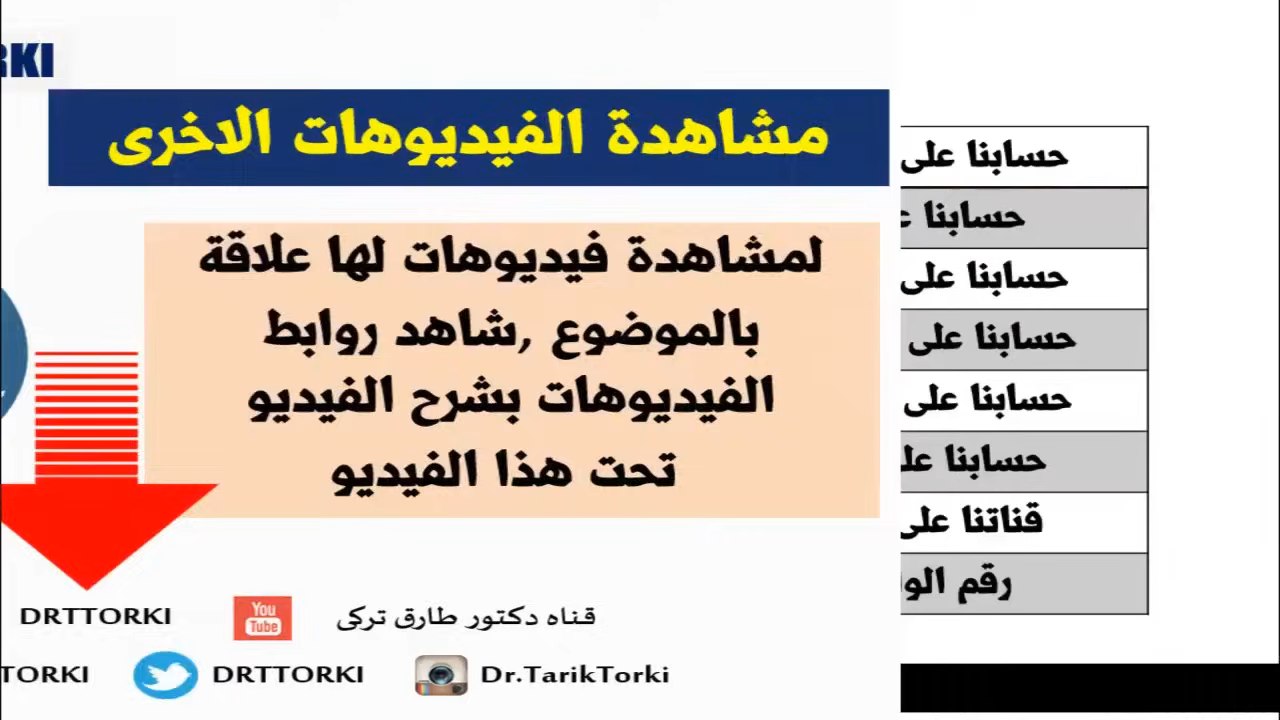 RKI
مشاهدة الفيديوهات الاخرى
لمشاهدة فيديوهات لها علاقة
بالموضوع ,شاهد روابط
الفيديوهات بشرح الفيديو
تحت هذا الفيديو
DRTTORKI
You
Tube
قناه دكتور طارق تركى
TORKI
DRTTORKI
Dr.TarikTorki
حسابنا على
حسابنا
حسابنا على
حسابنا على
حسابنا على
حسابنا
قناتنا على
رقم